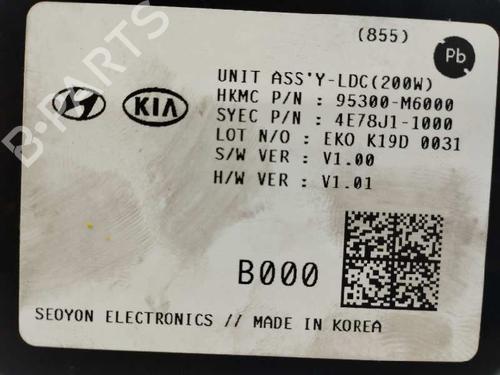 (855)
Pb
UNIT ASS'Y-LDC(200W)
HKMC P/N : 95300-M6000
SYEC P/N : 4E78J1-1000
LOT N/O : EKO K19D 0031
S/W VER : V1.00
H/W VER : V1.01
KIA
B000
SEOYON ELECTRONICS // MADE IN KOREA
B-PARTS